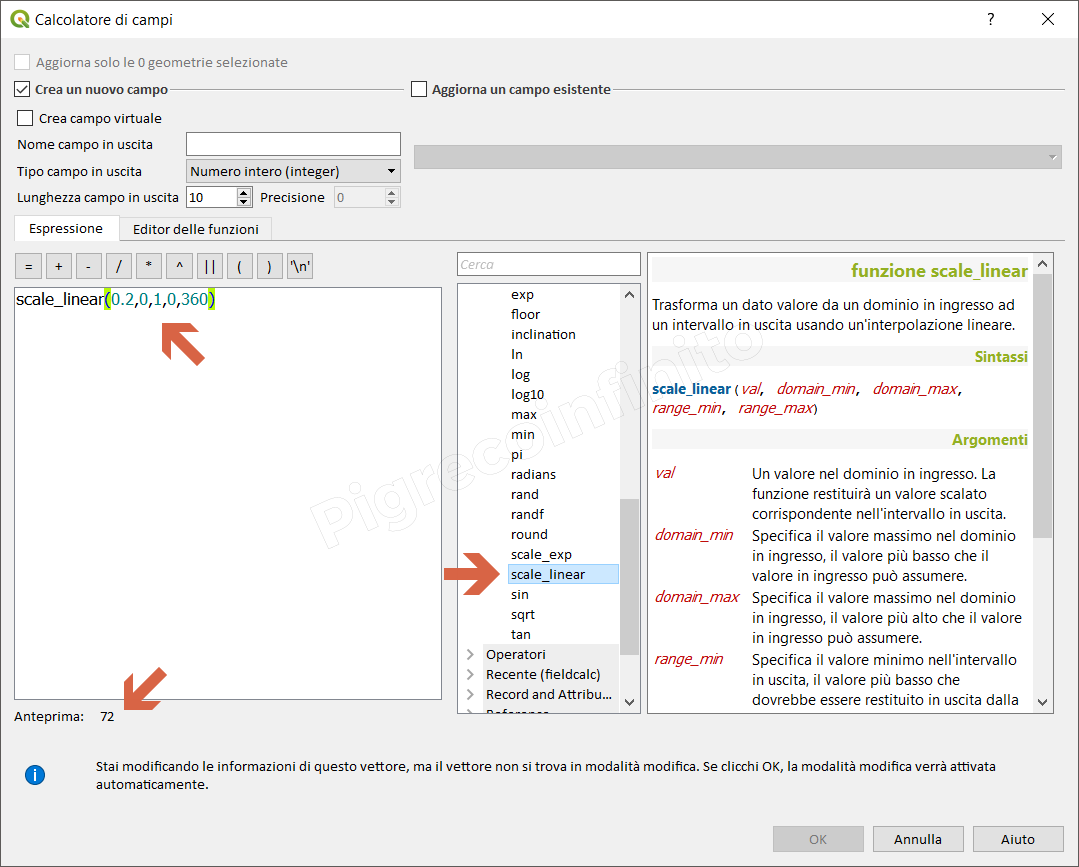 Calcolatore di campi
?
Aggiorna solo le 0 geometrie selezionate
Crea un nuovo campo
Aggiorna un campo esistente
Crea campo virtuale
Nome campo in uscita
Tipo campo in uscita Numero intero (integer)
Lunghezza campo in uscita 10 Precisione 0
Espressione Editor delle funzioni
= + - / * ^ || ( ) '\n'
scale_linear(0.2,0,1,0,360)
Anteprima: 72
Cerca
exp
floor
inclination
ln
log
log10
max
min
pi
radians
rand
randf
round
scale_exp
scale_linear
sin
sqrt
tan
Operatori
Recente (fieldcalc)
Record and Attribu...
funzione scale_linear
Trasforma un dato valore da un dominio in ingresso ad
un intervallo in uscita usando un'interpolazione lineare.
Sintassi
scale_linear(val, domain_min, domain_max,
range_min, range_max)
Argomenti
val Un valore nel dominio in ingresso. La
funzione restituirà un valore scalato
corrispondente nell'intervallo in uscita.
domain_min Specifica il valore massimo nel dominio
in ingresso, il valore più basso che il
valore in ingresso può assumere.
domain_max Specifica il valore massimo nel dominio
in ingresso, il valore più alto che il valore
in ingresso può assumere.
range_min Specifica il valore minimo nell'intervallo
in uscita, il valore più basso che
dovrebbe essere restituito in uscita dalla
Pigrecoinfinito
Stai modificando le informazioni di questo vettore, ma il vettore non si trova in modalità modifica. Se clicchi OK, la modalità modifica verrà attivata
automaticamente.
OK Annulla Aiuto